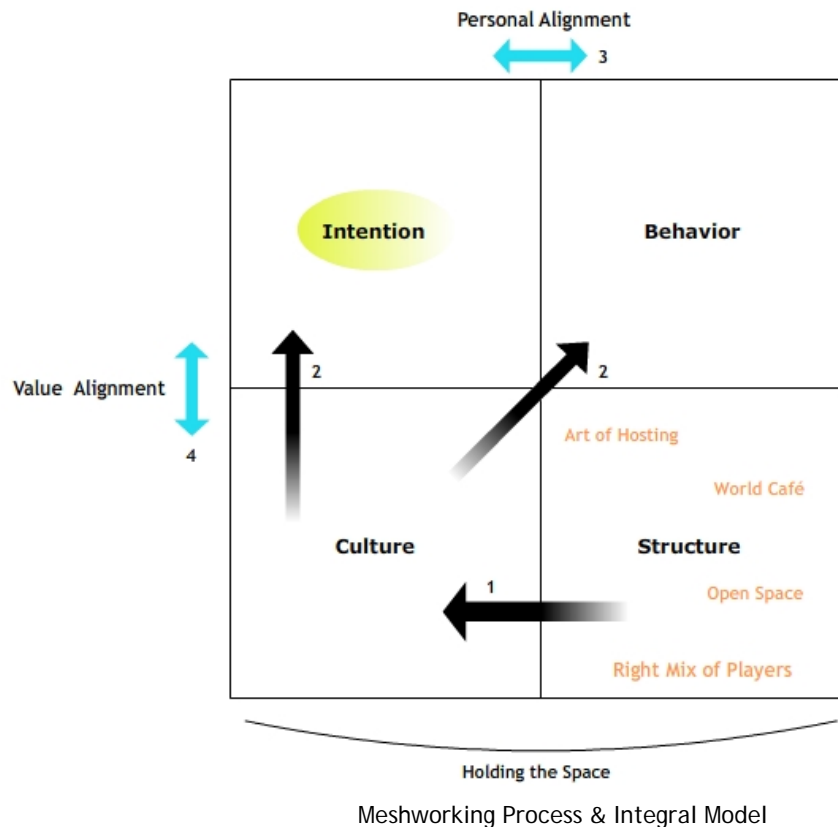 Personal Alignment
3
Intention
Behavior
2
2
Value Alignment
4
Art of Hosting
World Café
Culture
Structure
1
Open Space
Right Mix of Players
Holding the Space
Meshworking Process & Integral Model